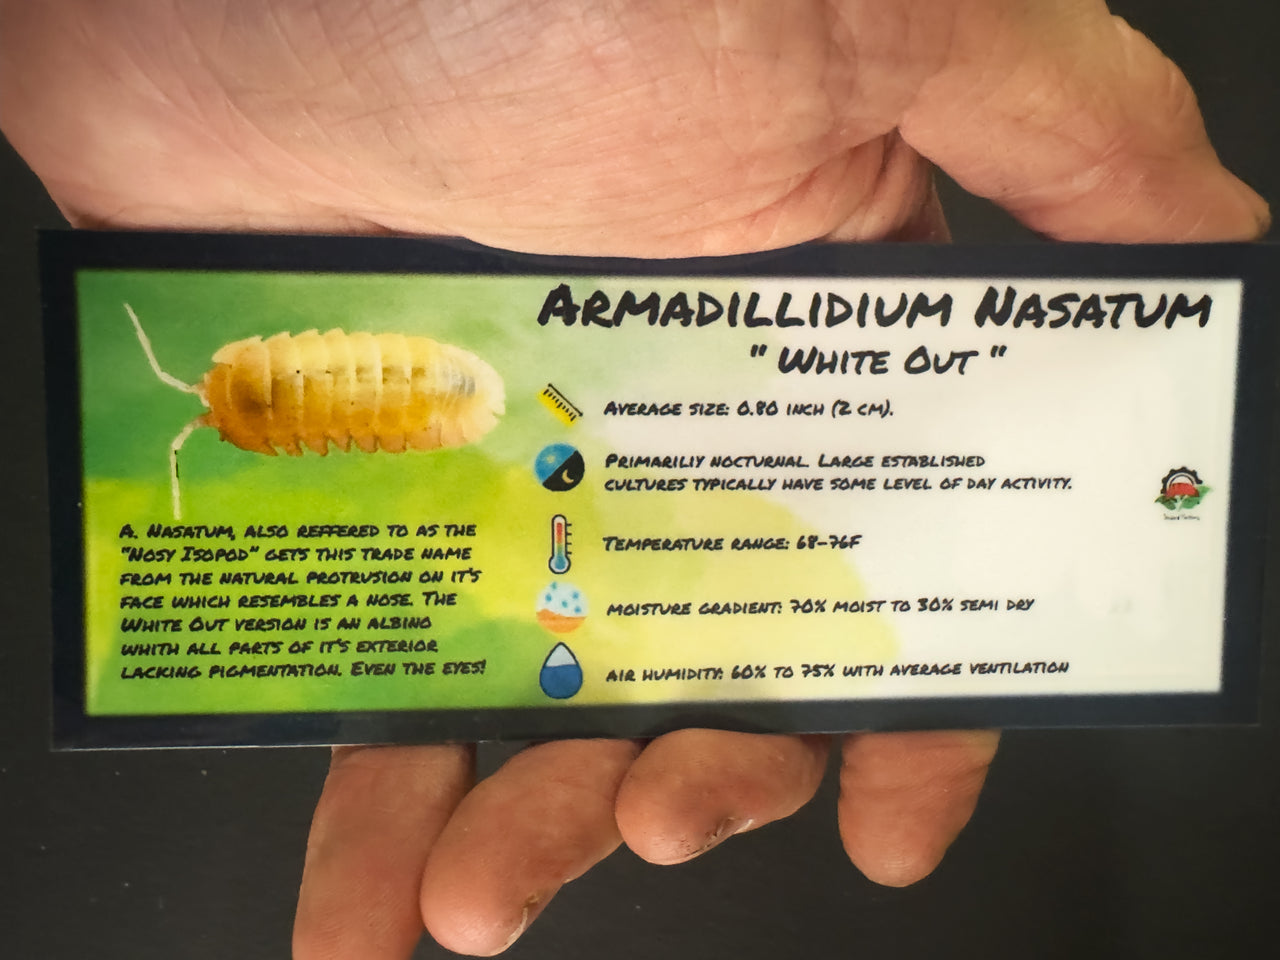 ARMADILLIDIUM NASATUM
" WHITE OUT "
AVERAGE SIZE: 0.80 INCH (2 CM).
PRIMARILIY NOCTURNAL. LARGE ESTABLISHED
CULTURES TYPICALLY HAVE SOME LEVEL OF DAY ACTIVITY.
TEMPERATURE RANGE: 68-76F
MOISTURE GRADIENT: 70% MOIST TO 30% SEMI DRY
AIR HUMIDITY: 60% TO 75% WITH AVERAGE VENTILATION
A. NASATUM, ALSO REFFERED TO AS THE
"NOSY ISOPOD" GETS THIS TRADE NAME
FROM THE NATURAL PROTRUSION ON IT'S
FACE WHICH RESEMBLES A NOSE. THE
WHITE OUT VERSION IS AN ALBINO
WHITH ALL PARTS OF IT'S EXTERIOR
LACKING PIGMENTATION. EVEN THE EYES!